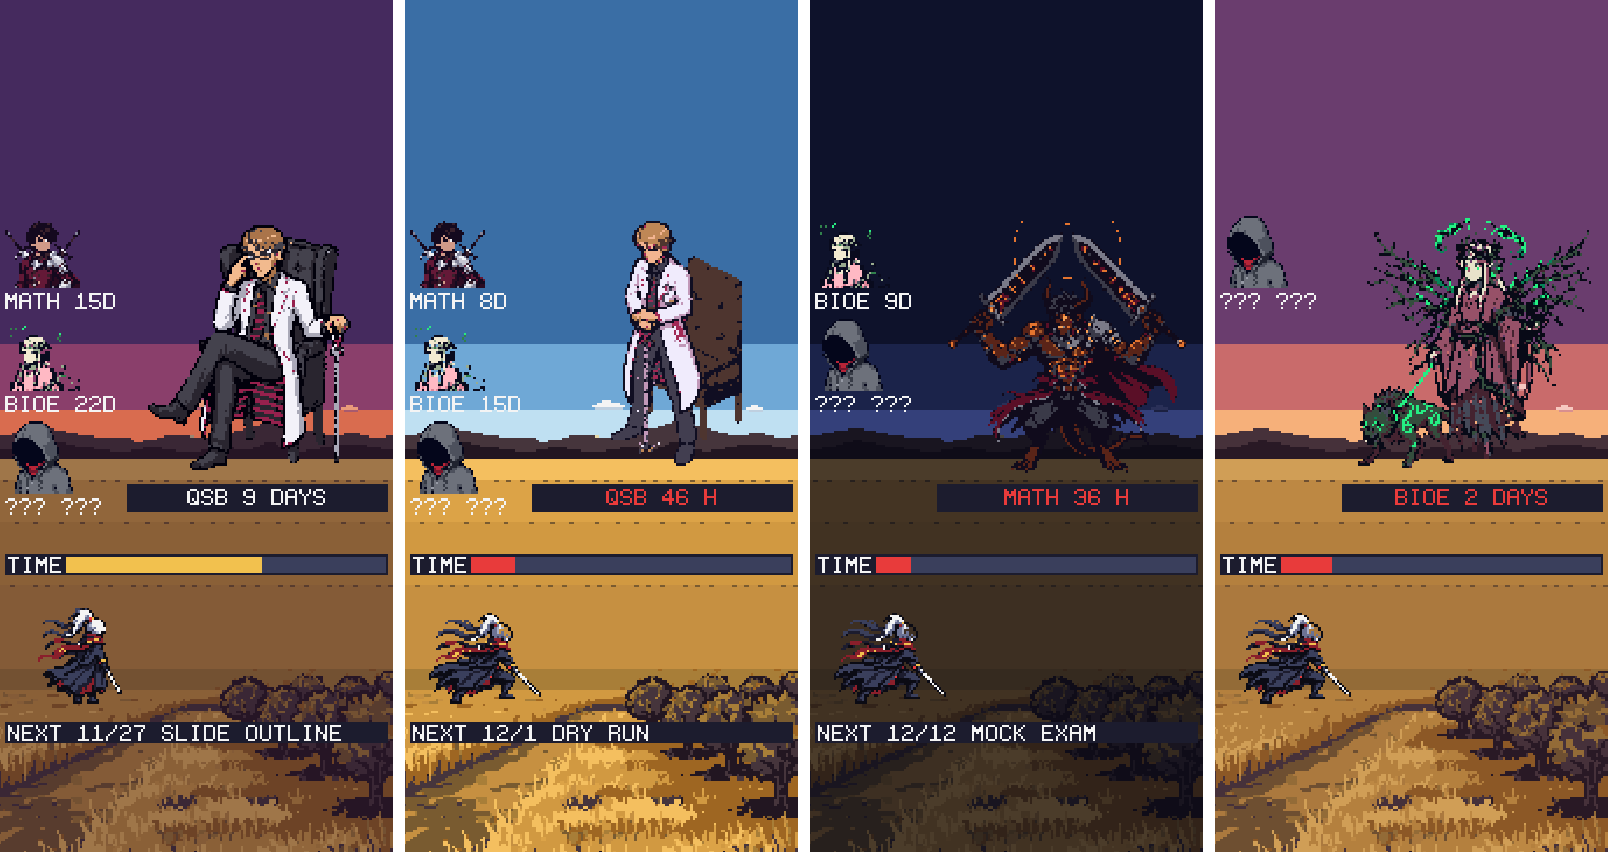 MATH 15D
BIOE 22D
??? ???
QSB 9 DAYS
TIME
NEXT 11/27 SLIDE OUTLINE
MATH 8D
BIOE 15D
??? ???
QSB 46 H
TIME
NEXT 12/1 DRY RUN
BIOE 9D
??? ???
MATH 36 H
TIME
NEXT 12/12 MOCK EXAM
??? ???
BIOE 2 DAYS
TIME